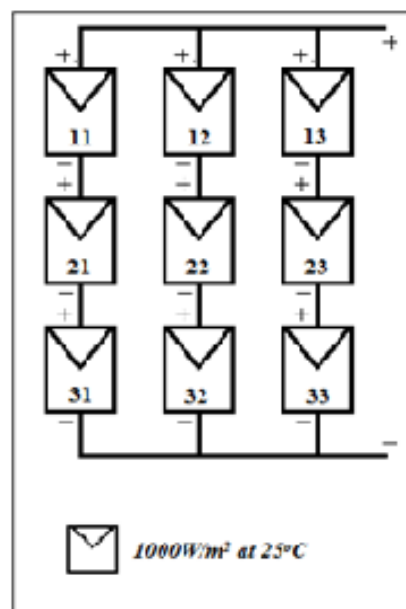 + + + +
11 12 13
− − −
+ − +
21 22 23
− − −
+ + +
31 32 33
− − − −
1000W/m² at 25°C